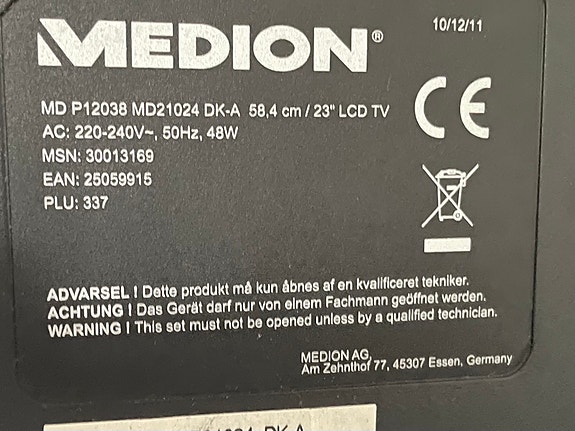 MEDION®
10/12/11
MD P12038 MD21024 DK-A 58,4 cm / 23" LCD TV
AC: 220-240V~, 50Hz, 48W
MSN: 30013169
EAN: 25059915
PLU: 337
CE
ADVARSEL ! Dette produkt må kun åbnes af en kvalificeret tekniker.
ACHTUNG ! Das Gerät darf nur von einem Fachmann geöffnet werden.
WARNING ! This set must not be opened unless by a qualified technician.
MEDION AG,
Am Zehnthof 77, 45307 Essen, Germany
DK-A